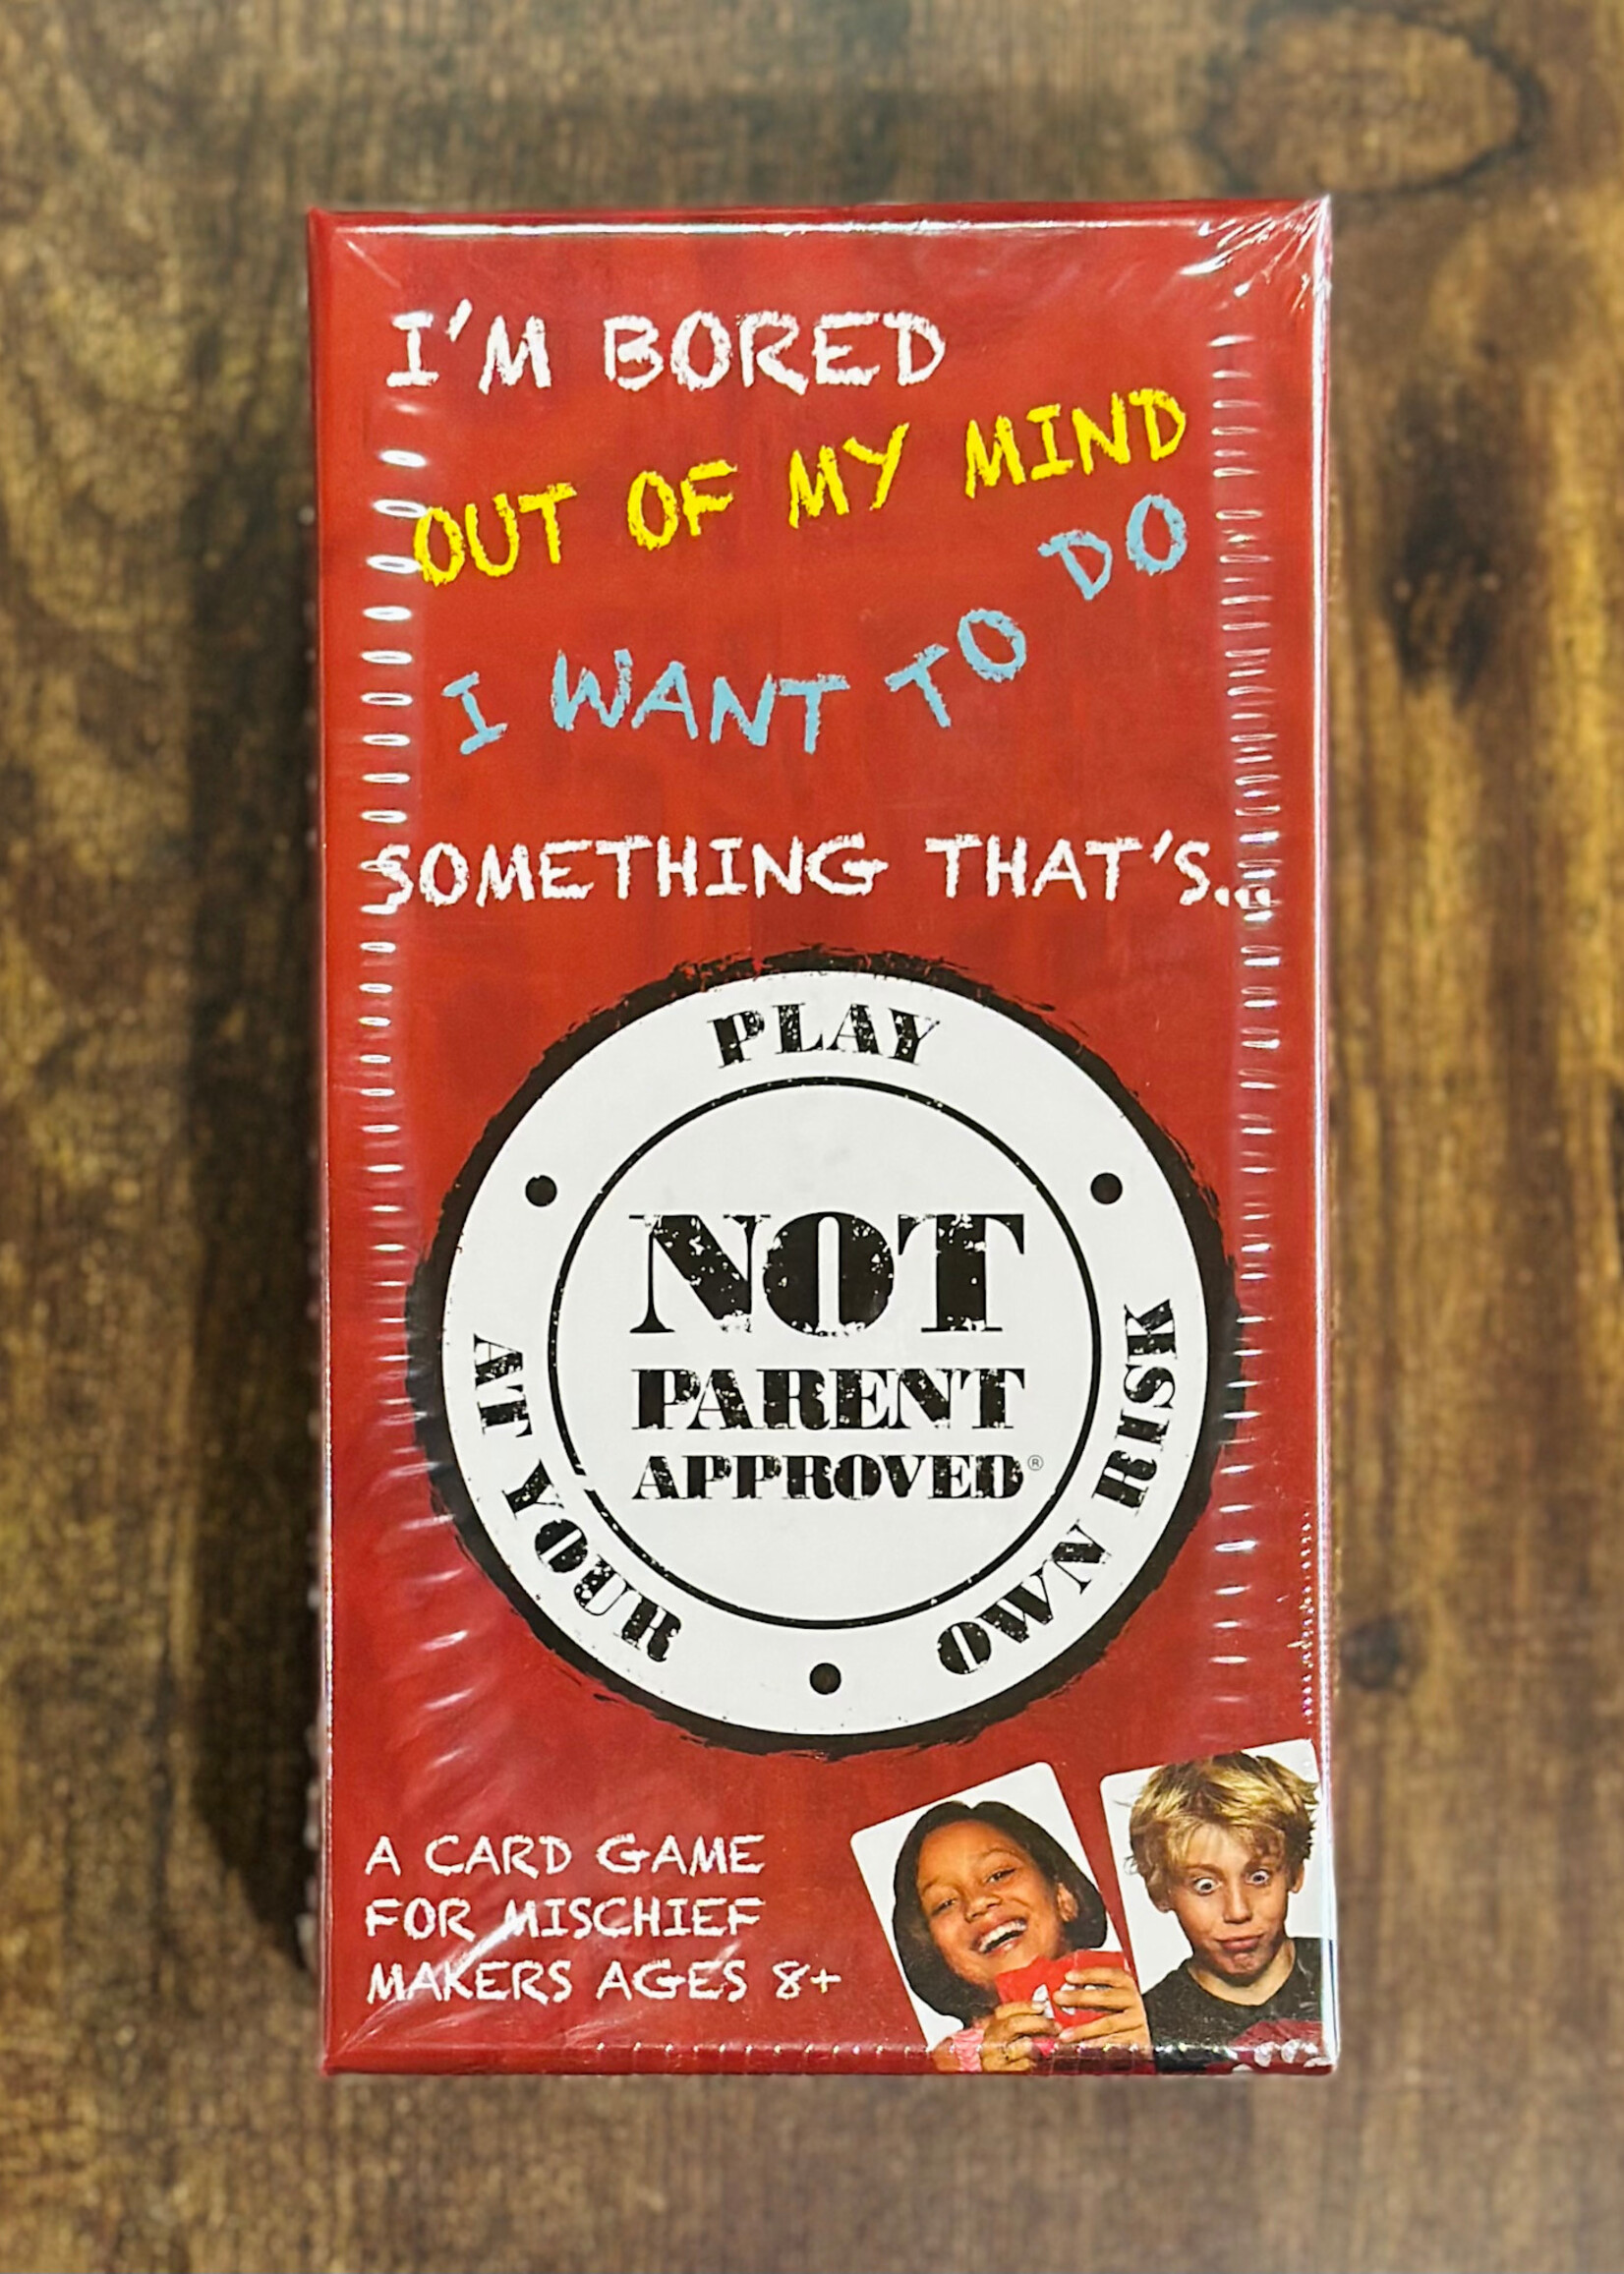 I'M BORED
OUT OF MY MIND
I WANT TO DO
SOMETHING THAT'S...
PLAY
NOT
PARENT
APPROVED®
AT YOUR
OWN RISK
A CARD GAME
FOR MISCHIEF
MAKERS AGES 8+